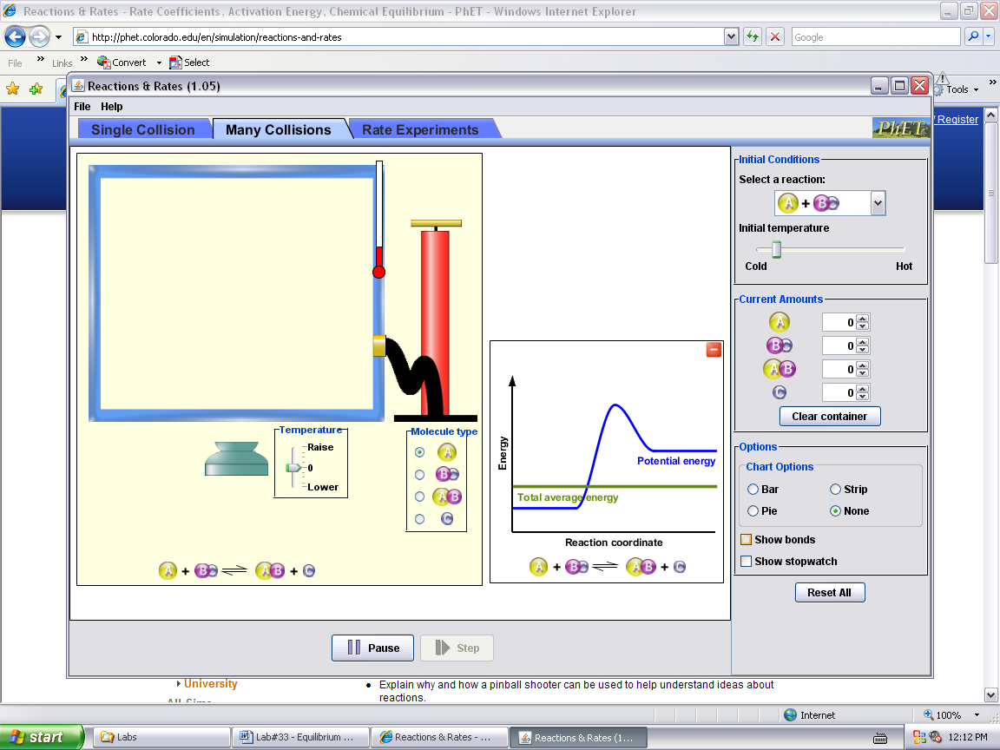 Reactions & Rates - Rate Coefficients, Activation Energy, Chemical Equilibrium - PhET - Windows Internet Explorer
http://phet.colorado.edu/en/simulation/reactions-and-rates
Google
File » Links » Convert Select
Reactions & Rates (1.05)
Tools »
File Help
Register
Single Collision Many Collisions Rate Experiments PhET
Initial Conditions
Select a reaction:
A + BC
Initial temperature
Cold Hot
Current Amounts
A 0
BC 0
AB 0
C 0
Clear container
Temperature
Raise
0
Lower
Molecule type
A
BC
AB
C
A + BC AB + C
Energy
Potential energy
Total average energy
Reaction coordinate
A + BC AB + C
Options
Chart Options
Bar Strip
Pie None
Show bonds
Show stopwatch
Reset All
Pause Step
University
• Explain why and how a pinball shooter can be used to help understand ideas about
reactions.
All Sims
Internet 100%
start Labs Lab#33 - Equilibrium ... Reactions & Rates - ... Reactions & Rates (1... 12:12 PM